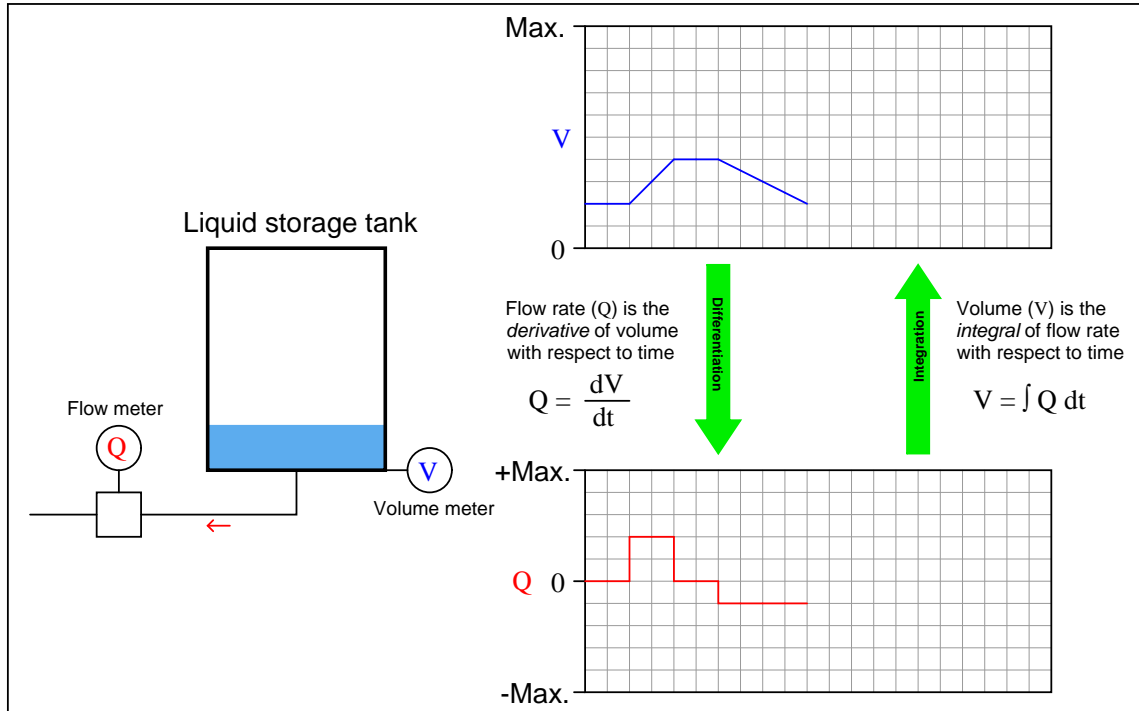 Max.
V
0
Liquid storage tank
Flow meter
Q
V
Volume meter
Flow rate (Q) is the
derivative of volume
with respect to time
Q = dV
dt
Differentiation
Integration
Volume (V) is the
integral of flow rate
with respect to time
V = ∫ Q dt
+Max.
Q 0
-Max.